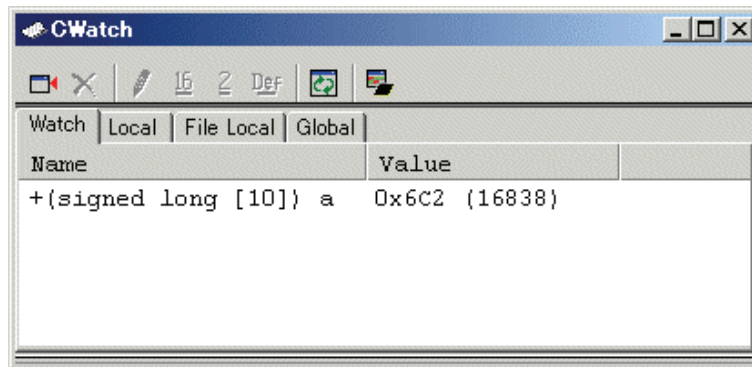 CWatch
16 2 Def
Watch Local File Local Global
Name Value
+(signed long [10]) a 0x6C2 (16838)